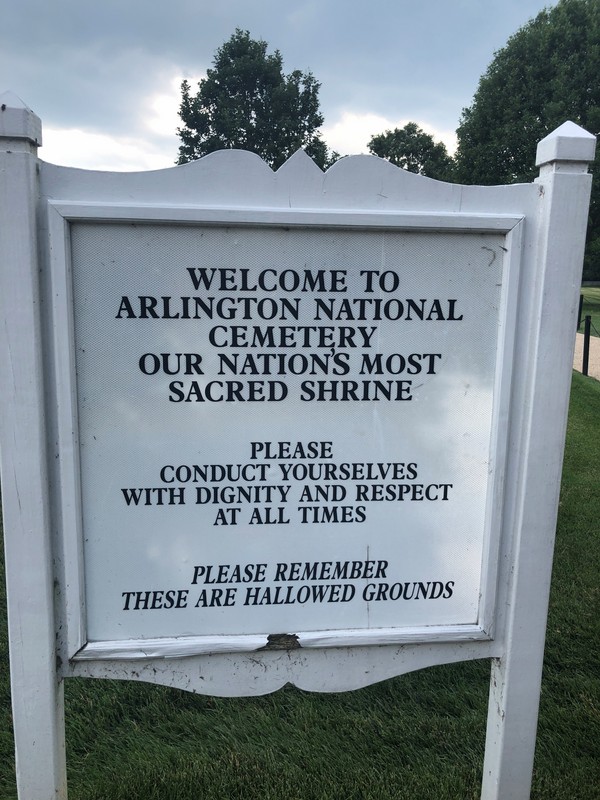 WELCOME TO
ARLINGTON NATIONAL
CEMETERY
OUR NATION'S MOST
SACRED SHRINE
PLEASE
CONDUCT YOURSELVES
WITH DIGNITY AND RESPECT
AT ALL TIMES
PLEASE REMEMBER
THESE ARE HALLOWED GROUNDS